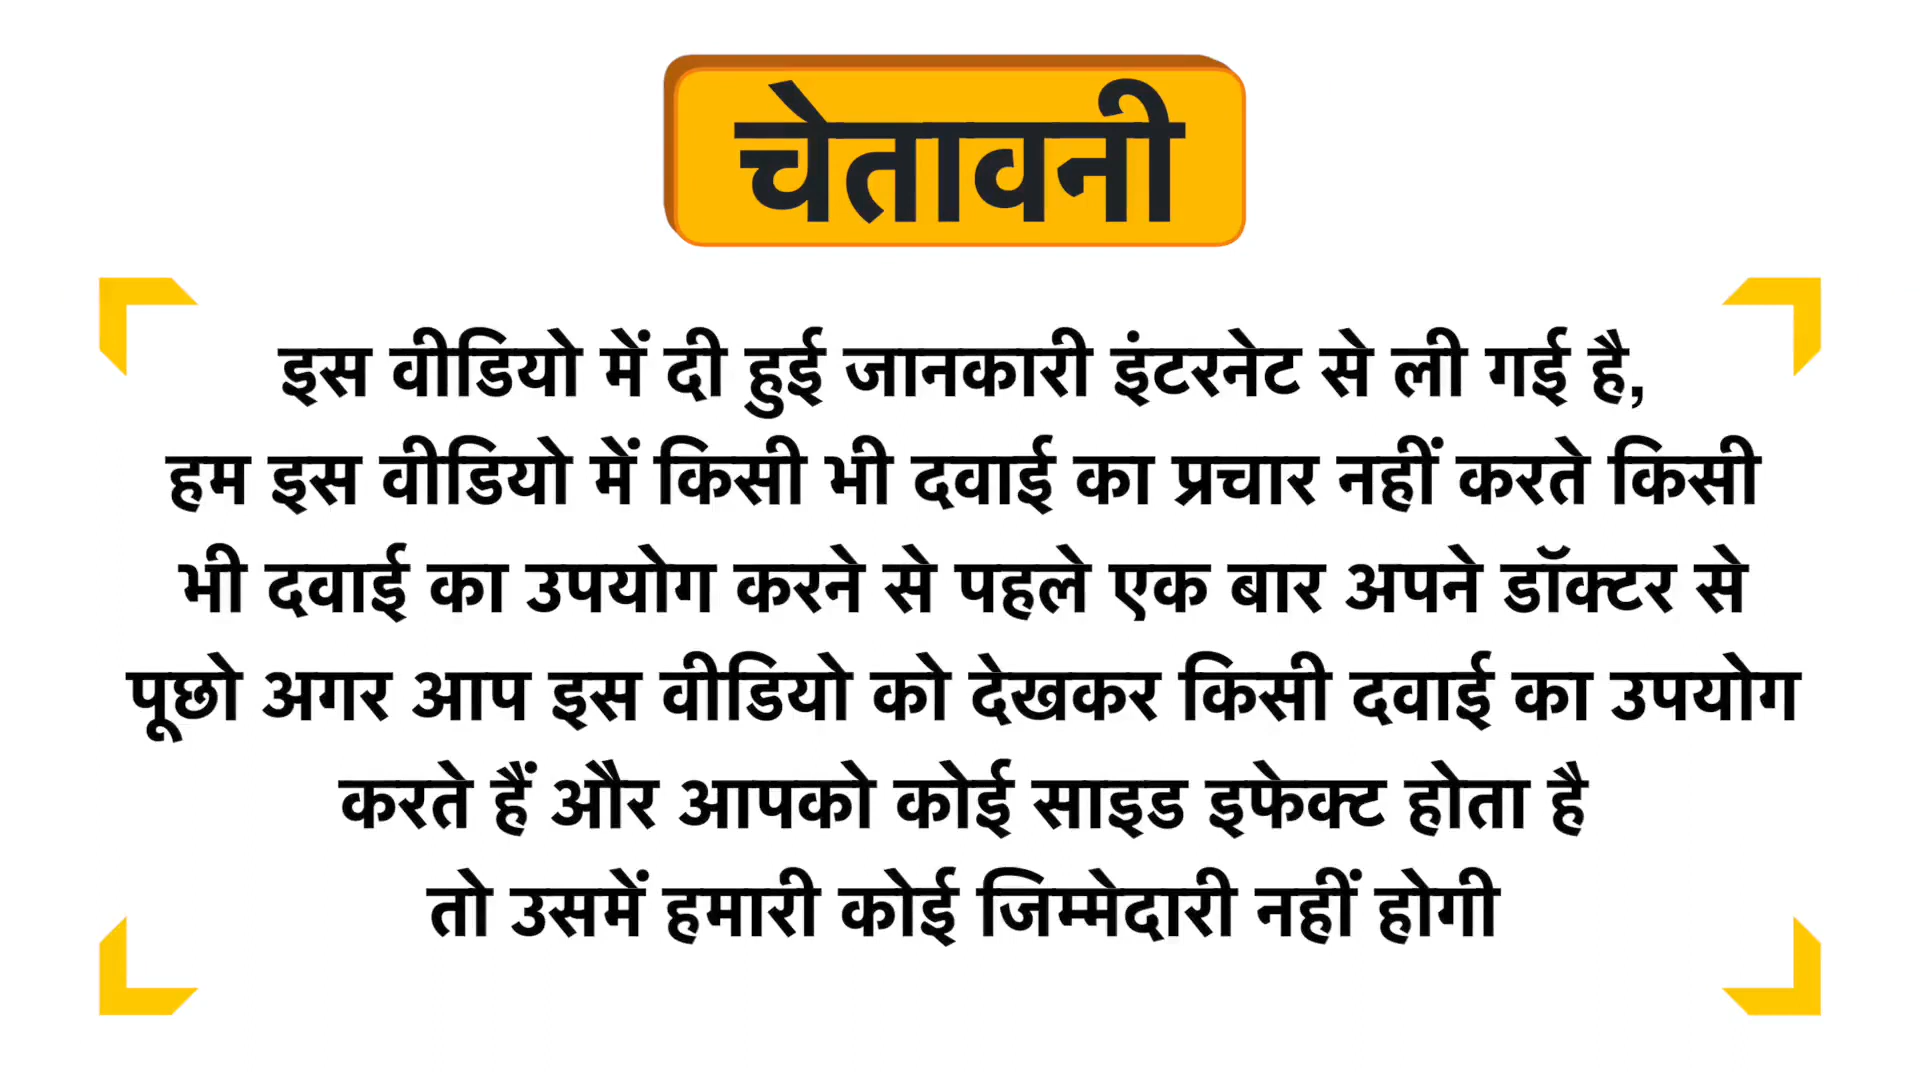 चेतावनी
इस वीडियो में दी हुई जानकारी इंटरनेट से ली गई है,
हम इस वीडियो में किसी भी दवाई का प्रचार नहीं करते किसी
भी दवाई का उपयोग करने से पहले एक बार अपने डॉक्टर से
पूछो अगर आप इस वीडियो को देखकर किसी दवाई का उपयोग
करते हैं और आपको कोई साइड इफेक्ट होता है
तो उसमें हमारी कोई जिम्मेदारी नहीं होगी